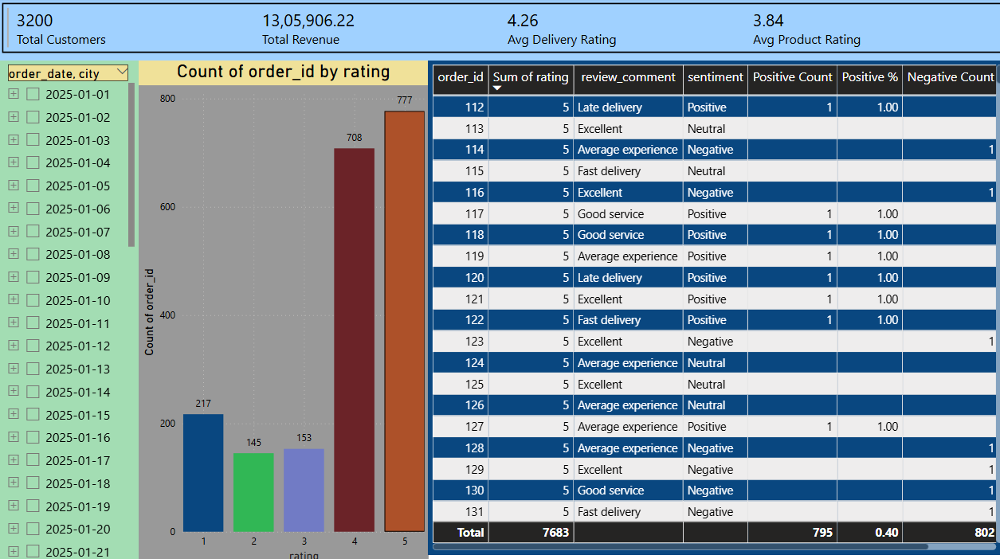 3200
Total Customers
13,05,906.22
Total Revenue
4.26
Avg Delivery Rating
3.84
Avg Product Rating
order_date, city
2025-01-01
2025-01-02
2025-01-03
2025-01-04
2025-01-05
2025-01-06
2025-01-07
2025-01-08
2025-01-09
2025-01-10
2025-01-11
2025-01-12
2025-01-13
2025-01-14
2025-01-15
2025-01-16
2025-01-17
2025-01-18
2025-01-19
2025-01-20
2025-01-21
Count of order_id by rating
Count of order_id
800
600
400
200
0
217
145
153
708
777
1 2 3 4 5
rating
order_id Sum of rating review_comment sentiment Positive Count Positive % Negative Count
112 5 Late delivery Positive 1 1.00
113 5 Excellent Neutral
114 5 Average experience Negative 1
115 5 Fast delivery Neutral
116 5 Excellent Negative 1
117 5 Good service Positive 1 1.00
118 5 Good service Positive 1 1.00
119 5 Average experience Positive 1 1.00
120 5 Late delivery Positive 1 1.00
121 5 Excellent Positive 1 1.00
122 5 Fast delivery Positive 1 1.00
123 5 Excellent Negative 1
124 5 Average experience Neutral
125 5 Excellent Neutral
126 5 Average experience Neutral
127 5 Average experience Positive 1 1.00
128 5 Average experience Negative 1
129 5 Excellent Negative 1
130 5 Good service Negative 1
131 5 Fast delivery Negative 1
Total 7683 795 0.40 802